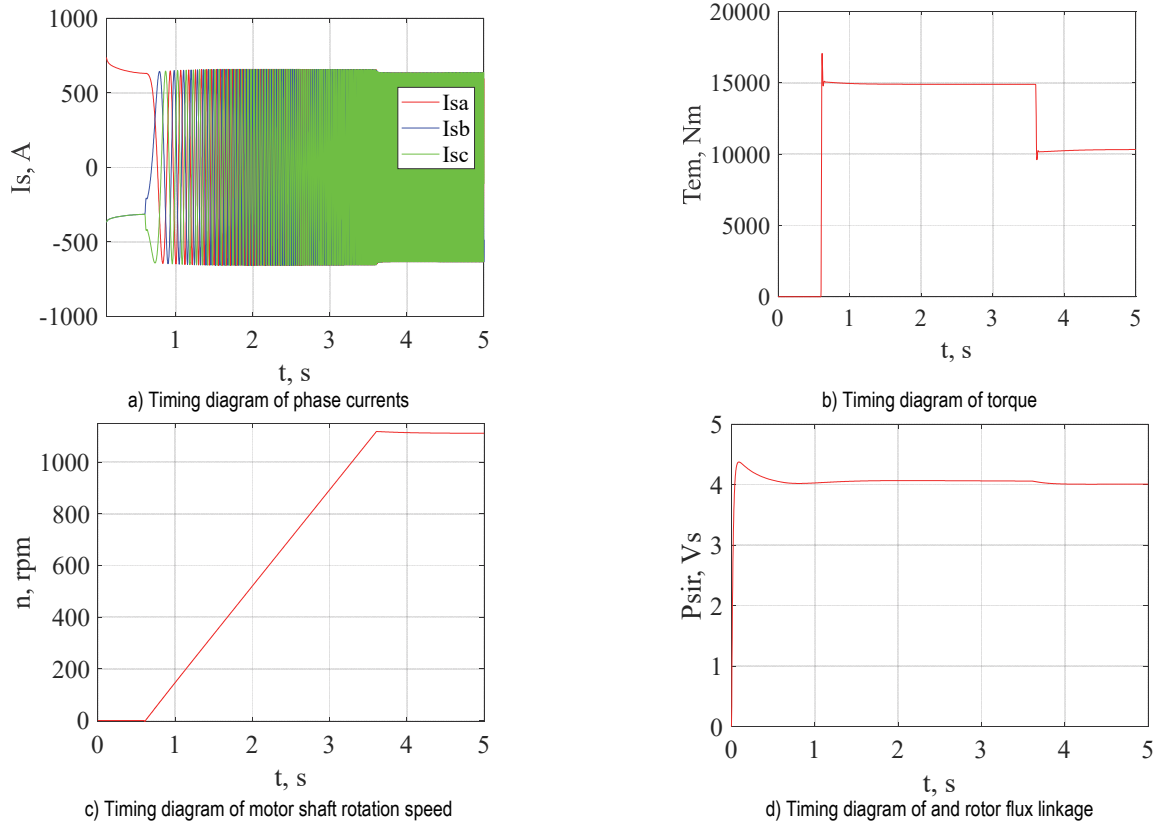 1000
500
0
-500
-1000
Is, A
Isa
Isb
Isc
1 2 3 4 5
t, s
a) Timing diagram of phase currents
20000
15000
10000
5000
0
Tem, Nm
0 1 2 3 4 5
t, s
b) Timing diagram of torque
1000
800
600
400
200
0
n, rpm
0 1 2 3 4 5
t, s
c) Timing diagram of motor shaft rotation speed
5
4
3
2
1
0
Psir, Vs
0 1 2 3 4 5
t, s
d) Timing diagram of and rotor flux linkage